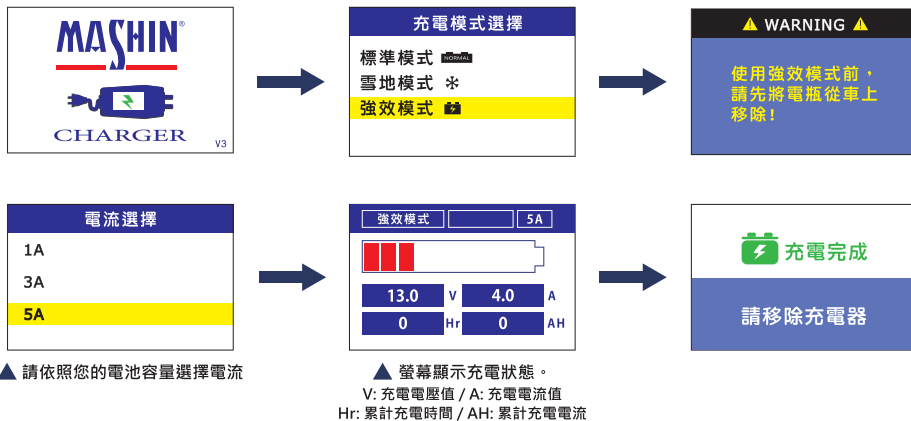 MASHIN®
CHARGER
V3
充電模式選擇
標準模式 NORMAL
雪地模式
強效模式
WARNING
使用強效模式前，
請先將電瓶從車上
移除！
電流選擇
1A
3A
5A
▲ 請依照您的電池容量選擇電流
強效模式 5A
13.0 V 4.0 A
0 Hr 0 AH
▲ 螢幕顯示充電狀態。
V: 充電電壓值 / A: 充電電流值
Hr: 累計充電時間 / AH: 累計充電電流
充電完成
請移除充電器